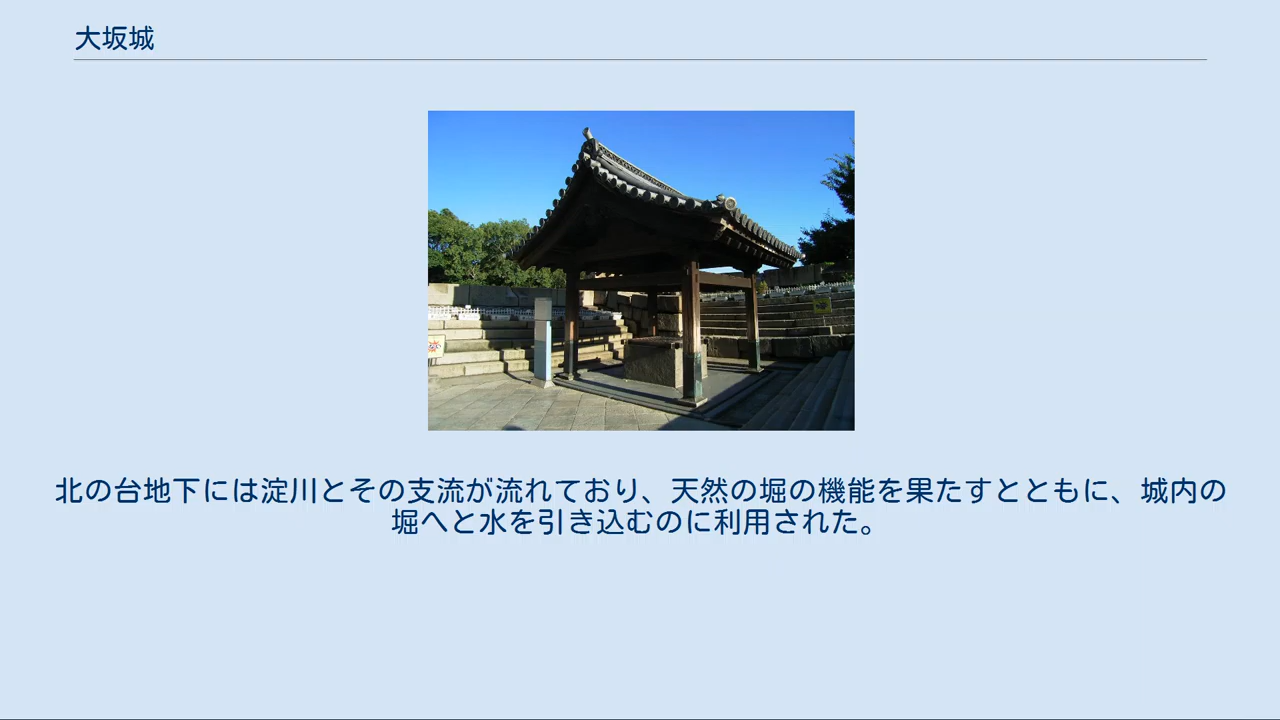 大坂城
北の台地下には淀川とその支流が流れており、天然の堀の機能を果たすとともに、城内の
堀へと水を引き込むのに利用された。